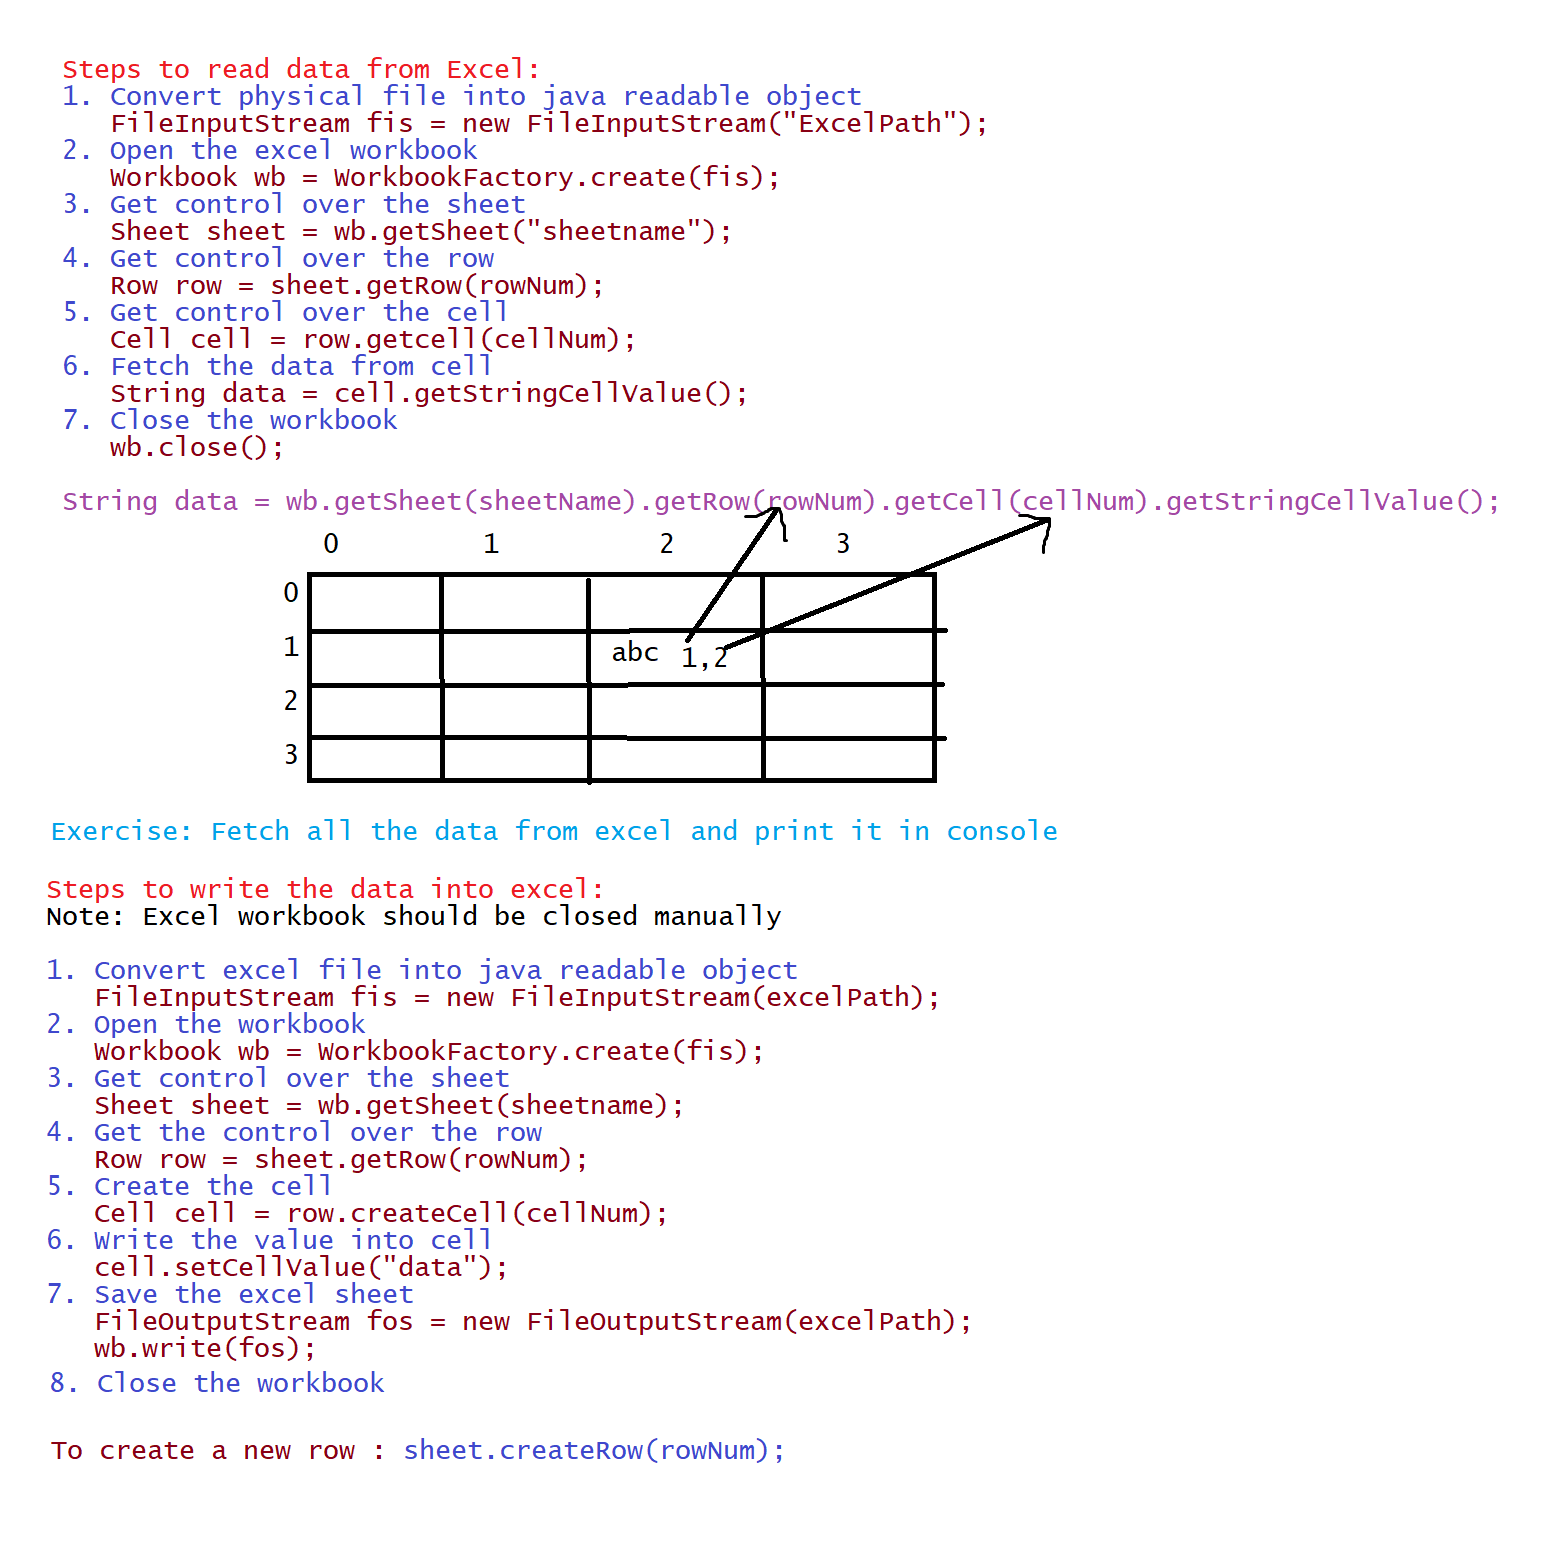 Steps to read data from Excel:
1. Convert physical file into java readable object
FileInputStream fis = new FileInputStream("ExcelPath");
2. Open the excel workbook
Workbook wb = WorkbookFactory.create(fis);
3. Get control over the sheet
Sheet sheet = wb.getSheet("sheetname");
4. Get control over the row
Row row = sheet.getRow(rowNum);
5. Get control over the cell
Cell cell = row.getcell(cellNum);
6. Fetch the data from cell
String data = cell.getStringCellValue();
7. Close the workbook
wb.close();
String data = wb.getSheet(sheetName).getRow(rowNum).getCell(cellNum).getStringCellValue();
0 1 2 3
0
1 abc 1,2
2
3
Exercise: Fetch all the data from excel and print it in console
Steps to write the data into excel:
Note: Excel workbook should be closed manually
1. Convert excel file into java readable object
FileInputStream fis = new FileInputStream(excelPath);
2. Open the workbook
Workbook wb = WorkbookFactory.create(fis);
3. Get control over the sheet
Sheet sheet = wb.getSheet(sheetname);
4. Get the control over the row
Row row = sheet.getRow(rowNum);
5. Create the cell
Cell cell = row.createCell(cellNum);
6. Write the value into cell
cell.setCellValue("data");
7. Save the excel sheet
FileOutputStream fos = new FileOutputStream(excelPath);
wb.write(fos);
8. Close the workbook
To create a new row : sheet.createRow(rowNum);